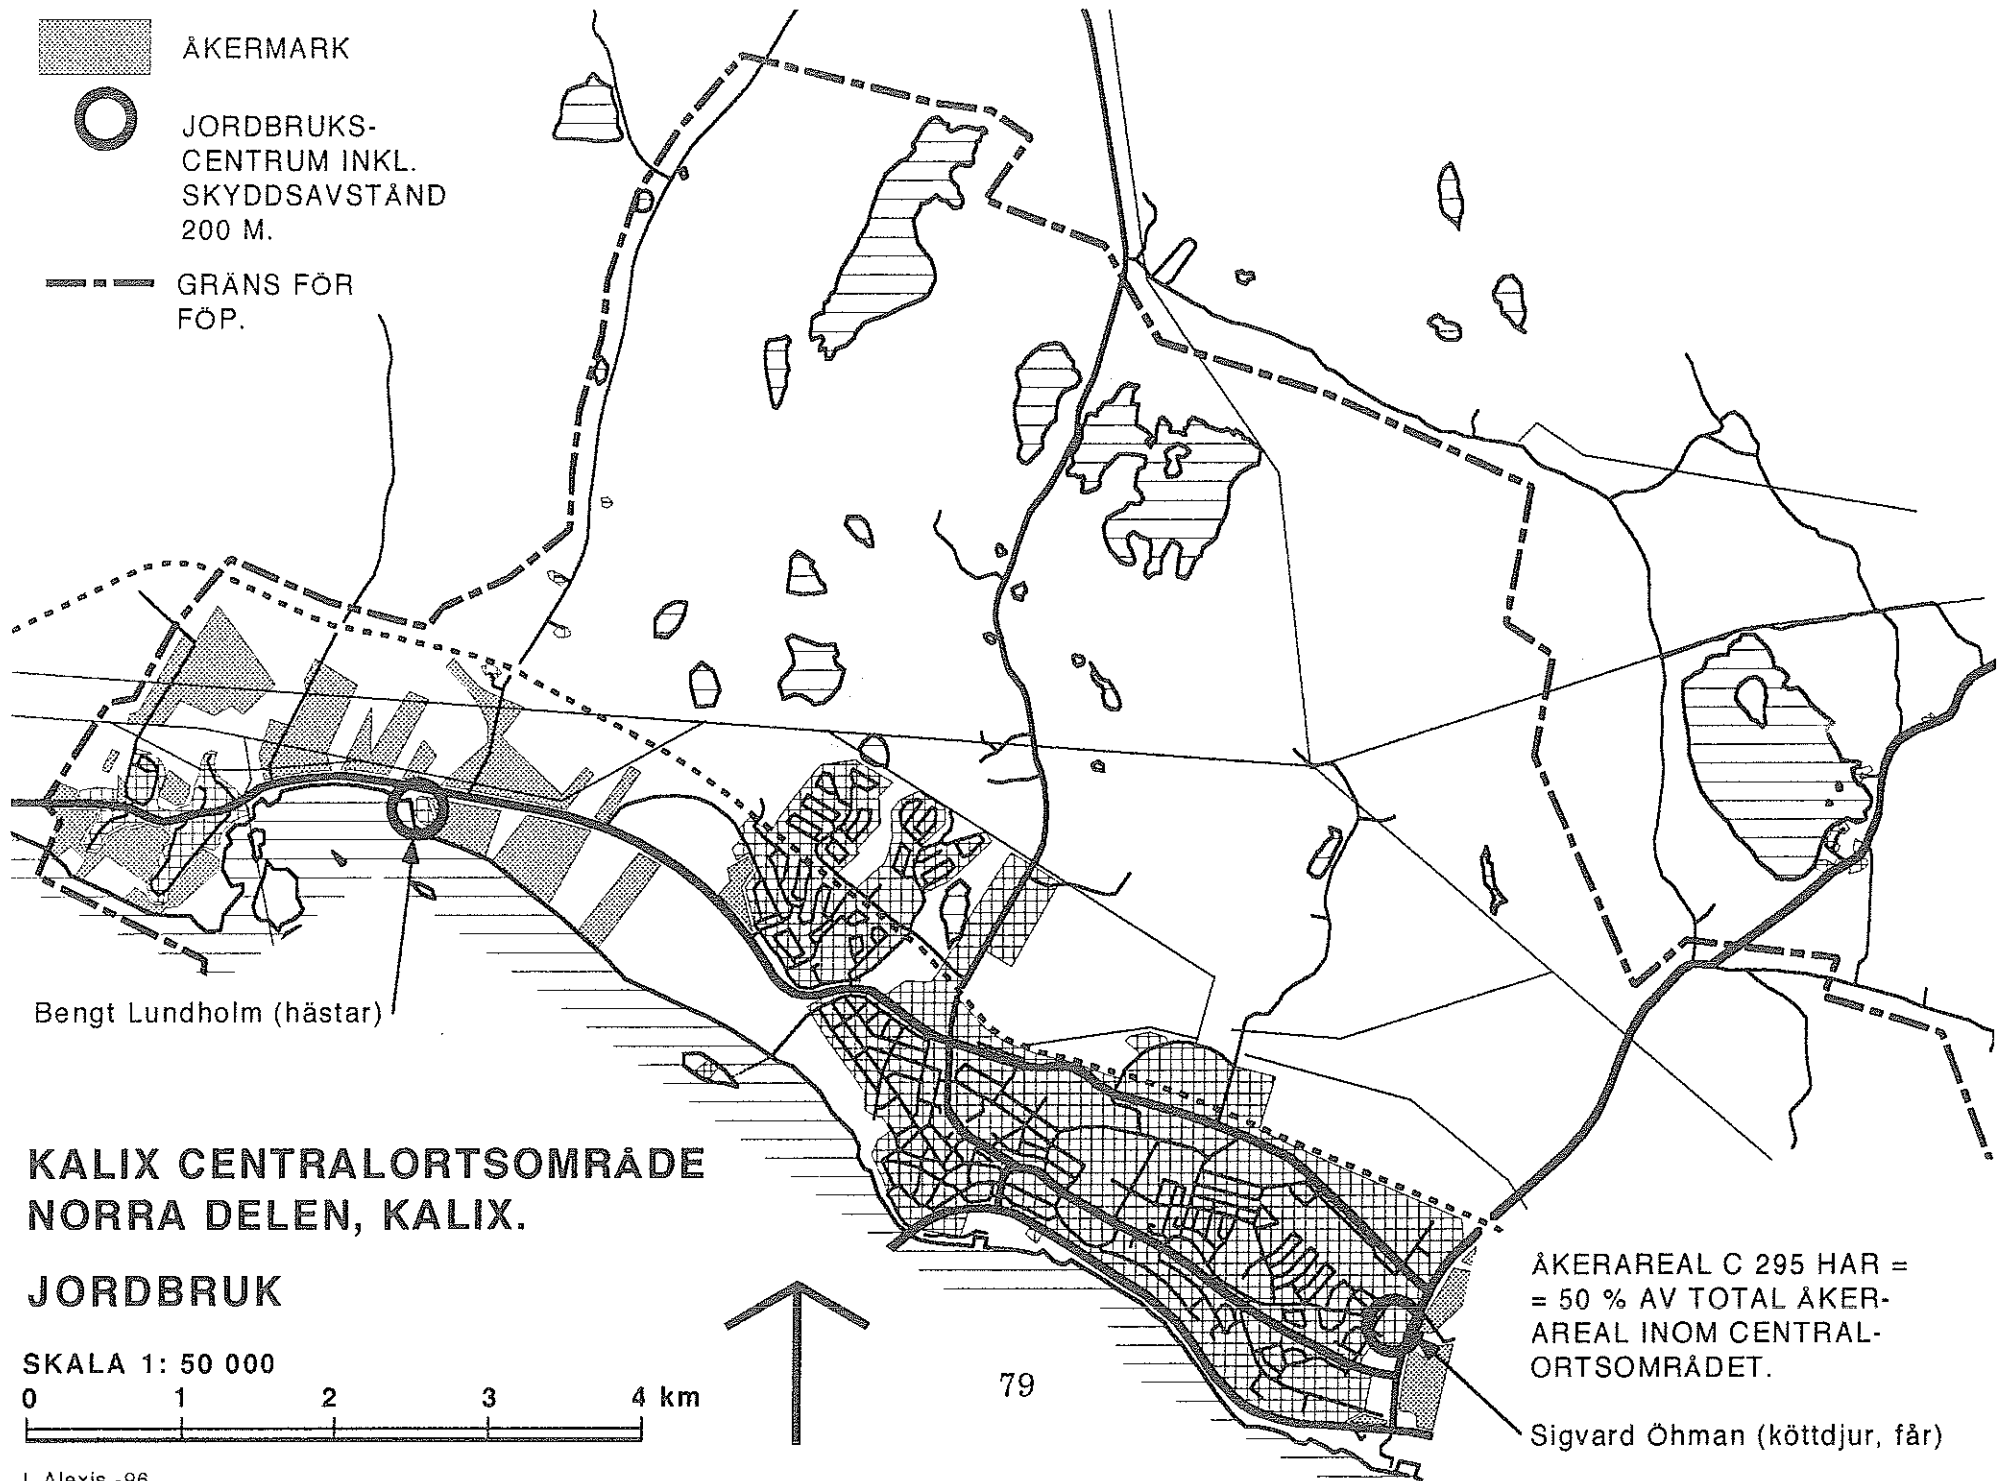 ÅKERMARK
JORDBRUKS-
CENTRUM INKL.
SKYDDSAVSTÅND
200 M.
GRÄNS FÖR
FÖP.
Bengt Lundholm (hästar)
KALIX CENTRALORTSOMRÅDE
NORRA DELEN, KALIX.
JORDBRUK
SKALA 1: 50 000
0 1 2 3 4 km
79
ÅKERAREAL C 295 HAR =
= 50 % AV TOTAL ÅKER-
AREAL INOM CENTRAL-
ORTSOMRÅDET.
Sigvard Öhman (köttdjur, får)
Alexis